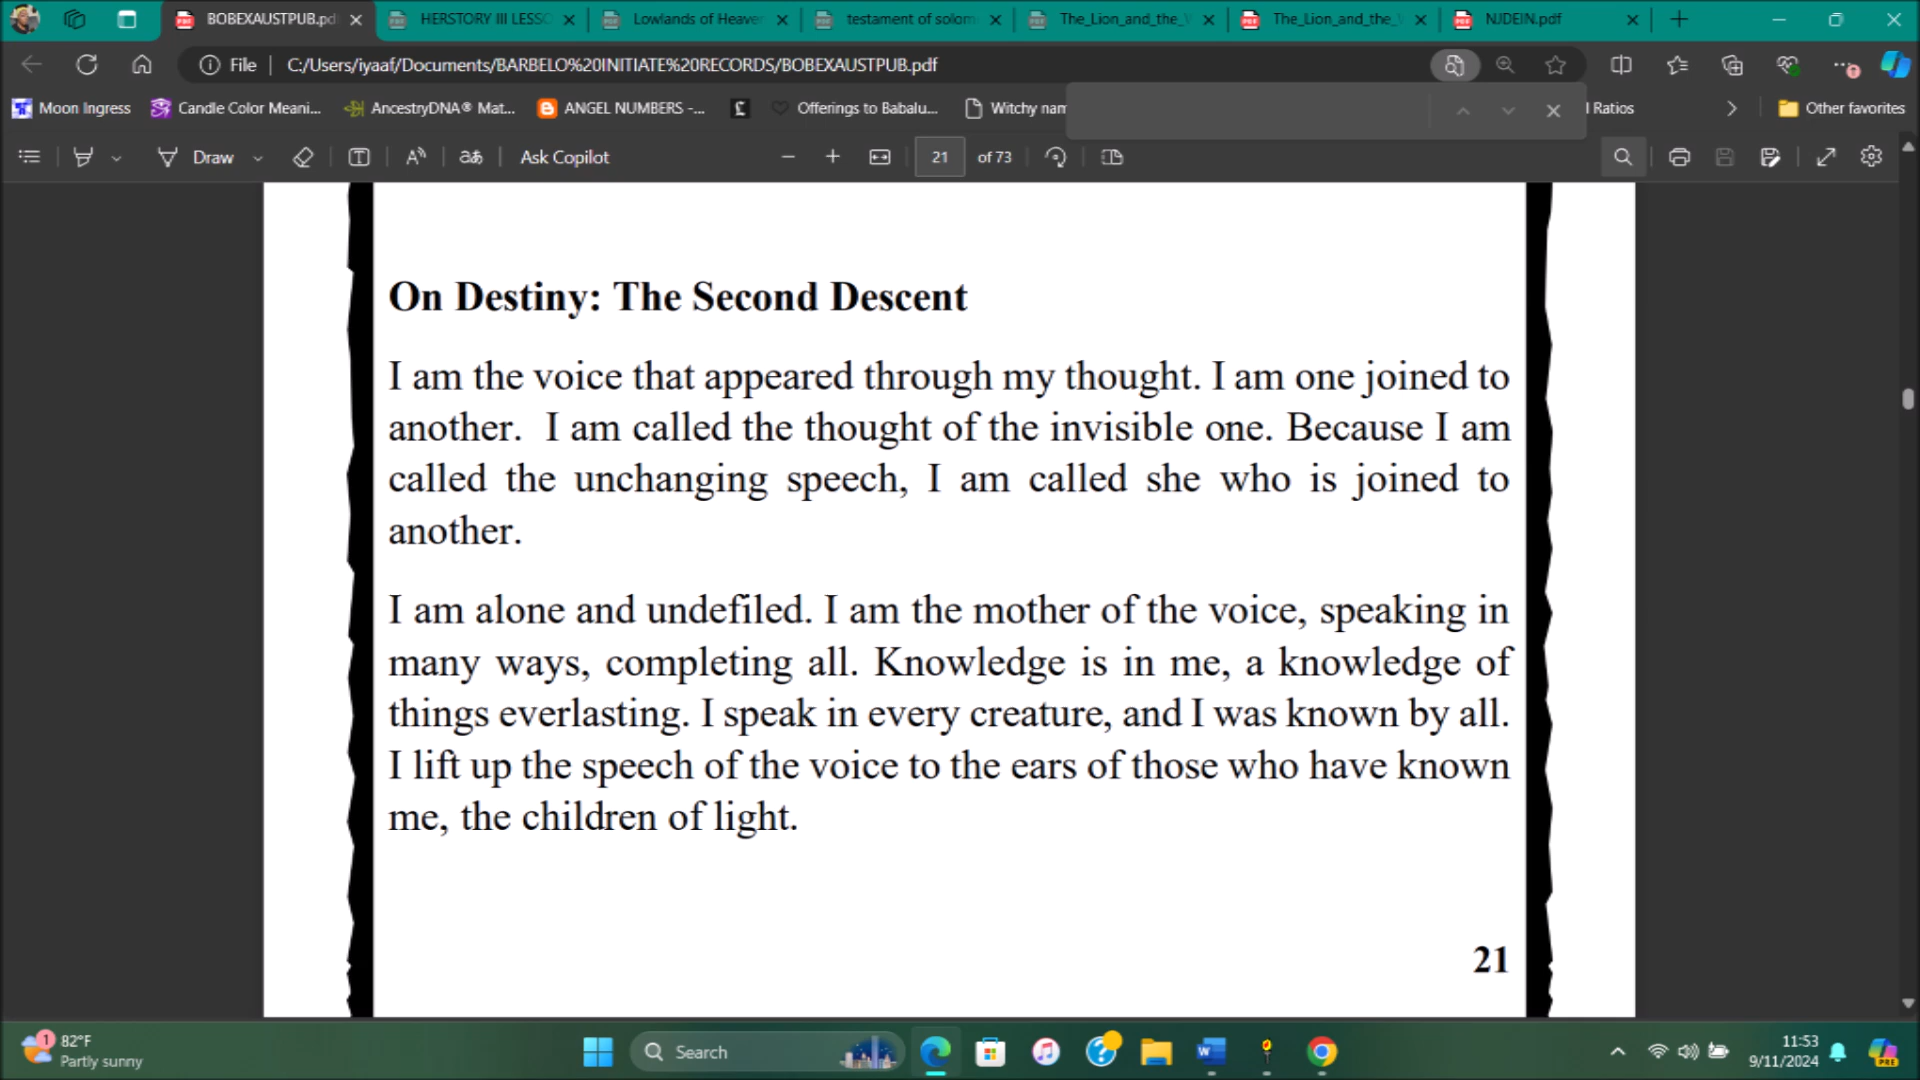 BOBEXAUSTPUB.pdf
HERSTORY III LESSO
Lowlands of Heaven
testament of solom
The_Lion_and_the_
The_Lion_and_the_
NJDEIN.pdf
File C:/Users/iyaaf/Documents/BARBELO%20INITIATE%20RECORDS/BOBEXAUSTPUB.pdf
Moon Ingress
Candle Color Meani...
AncestryDNA® Mat...
ANGEL NUMBERS -...
Offerings to Babalu...
Witchy nam
Ratios
Other favorites
Draw
Ask Copilot
21 of 73
On Destiny: The Second Descent
I am the voice that appeared through my thought. I am one joined to
another. I am called the thought of the invisible one. Because I am
called the unchanging speech, I am called she who is joined to
another.
I am alone and undefiled. I am the mother of the voice, speaking in
many ways, completing all. Knowledge is in me, a knowledge of
things everlasting. I speak in every creature, and I was known by all.
I lift up the speech of the voice to the ears of those who have known
me, the children of light.
21
1
82°F
Partly sunny
Search
11:53
9/11/2024